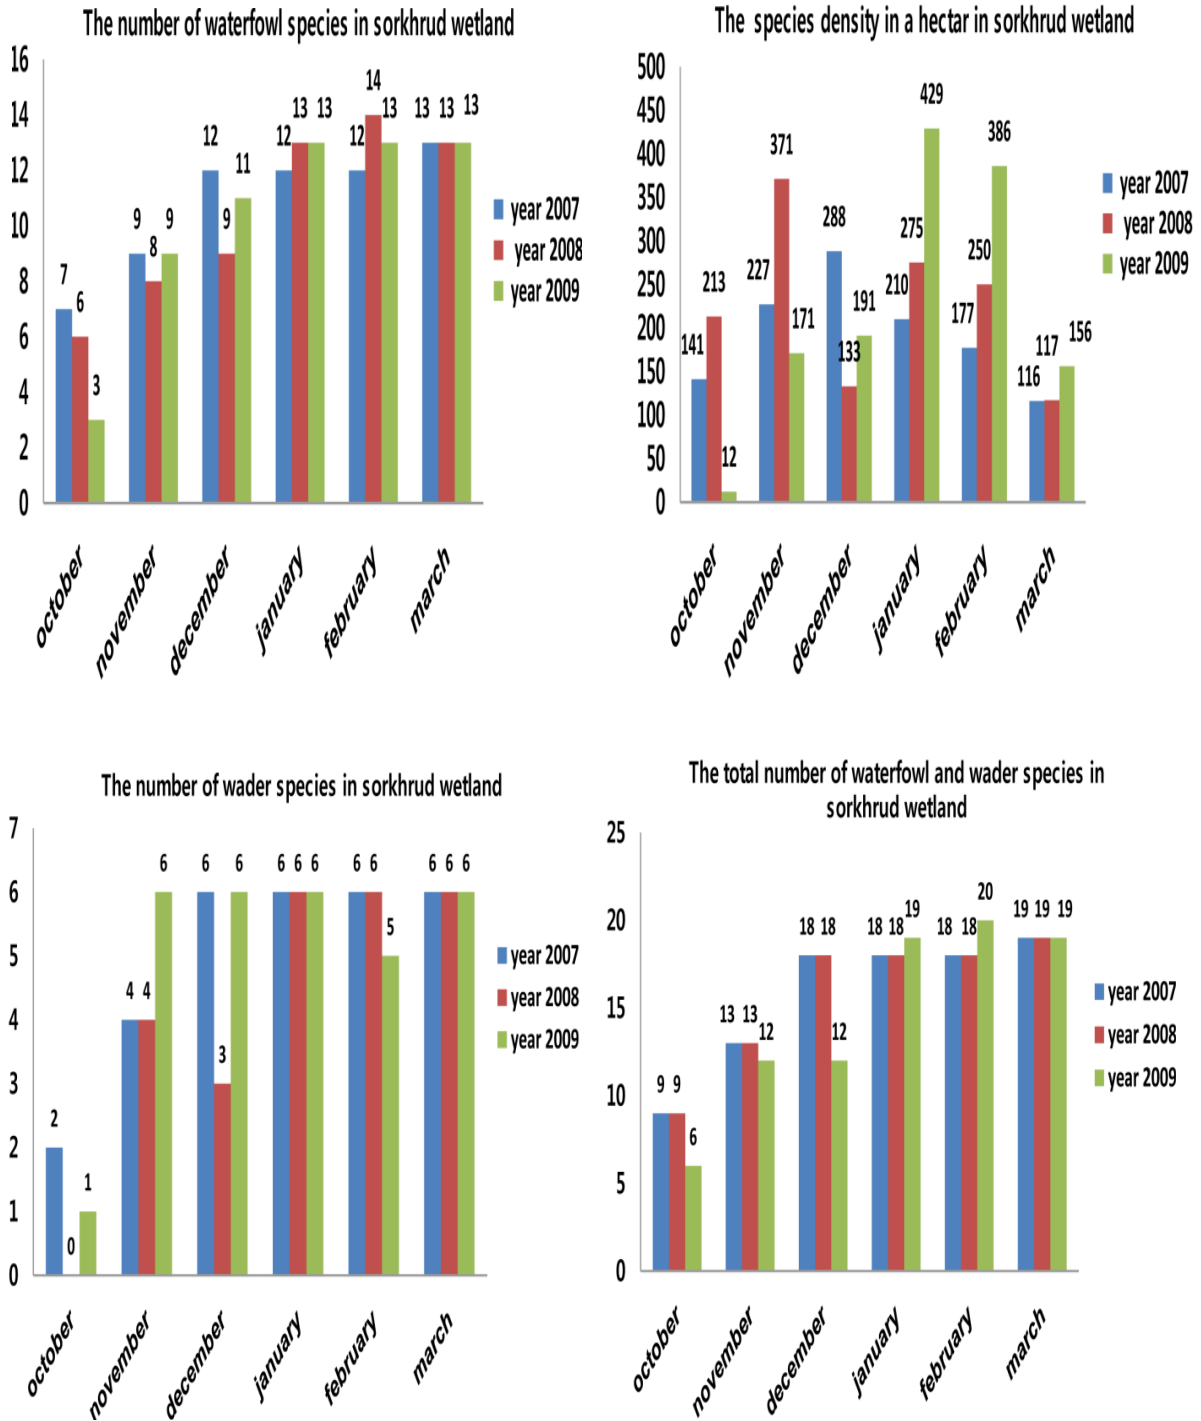 The number of waterfowl species in sorkhrud wetland
16
14
12
10
8
6
4
2
0
7 6 3
9 8 9
12 9 11
12 13 13
12 14 13
13 13 13
october november december january february march
year 2007
year 2008
year 2009
The species density in a hectar in sorkhrud wetland
500
450
400
350
300
250
200
150
100
50
0
141 213 12
227 371 171
288 133 191
210 275 429
177 250 386
116 117 156
october november december january february march
year 2007
year 2008
year 2009
The number of wader species in sorkhrud wetland
7
6
5
4
3
2
1
0
2 0 1
4 4 6
6 3 6
6 6 6
6 6 5
6 6 6
october november december january february march
year 2007
year 2008
year 2009
The total number of waterfowl and wader species in
sorkhrud wetland
25
20
15
10
5
0
9 9 6
13 13 12
18 18 12
18 18 19
18 18 20
19 19 19
october november december january february march
year 2007
year 2008
year 2009